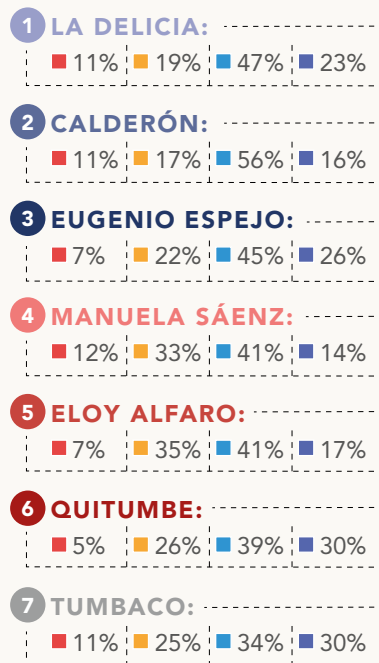 1 LA DELICIA:
11% 19% 47% 23%
2 CALDERÓN:
11% 17% 56% 16%
3 EUGENIO ESPEJO:
7% 22% 45% 26%
4 MANUELA SÁENZ:
12% 33% 41% 14%
5 ELOY ALFARO:
7% 35% 41% 17%
6 QUITUMBE:
5% 26% 39% 30%
7 TUMBACO:
11% 25% 34% 30%